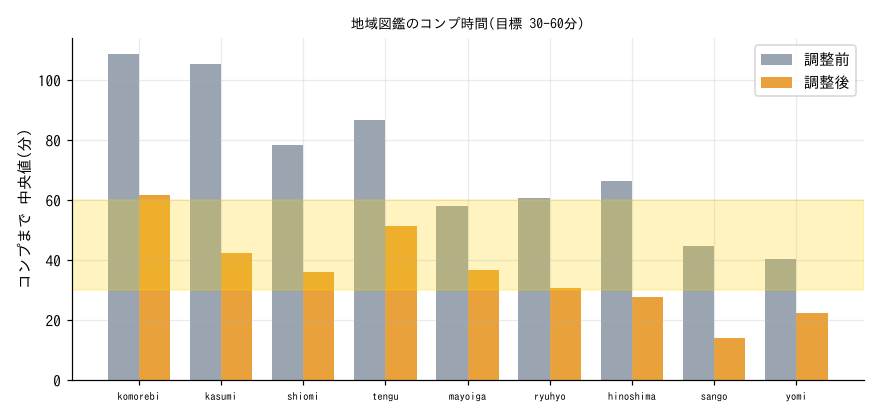 地域図鑑のコンプ時間(目標 30-60分)
調整前
調整後
コンプまで 中央値(分)
100
80
60
40
20
0
komorebi kasumi shiomi tengu mayoiga ryuhyo hinoshima sango yomi